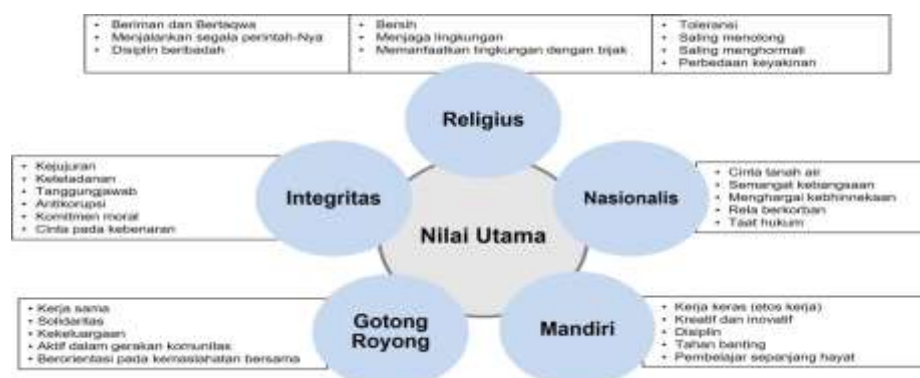 • Beriman dan Bertaqwa
• Menjalankan segala perintah-Nya
• Disiplin beribadah
• Bersih
• Menjaga lingkungan
• Memanfaatkan lingkungan dengan bijak
• Toleransi
• Saling menolong
• Saling menghormati
• Perbedaan keyakinan
Religius
• Kejujuran
• Keteladanan
• Tanggungjawab
• Antikorupsi
• Komitmen moral
• Cinta pada kebenaran
Integritas
Nasionalis
• Cinta tanah air
• Semangat kebangsaan
• Menghargai kebhinnekaan
• Rela berkorban
• Taat hukum
Nilai Utama
• Kerja sama
• Solidaritas
• Kekeluargaan
• Aktif dalam gerakan komunitas
• Berorientasi pada kemaslahatan bersama
Gotong
Royong
Mandiri
• Kerja keras (etos kerja)
• Kreatif dan inovatif
• Disiplin
• Tahan banting
• Pembelajar sepanjang hayat